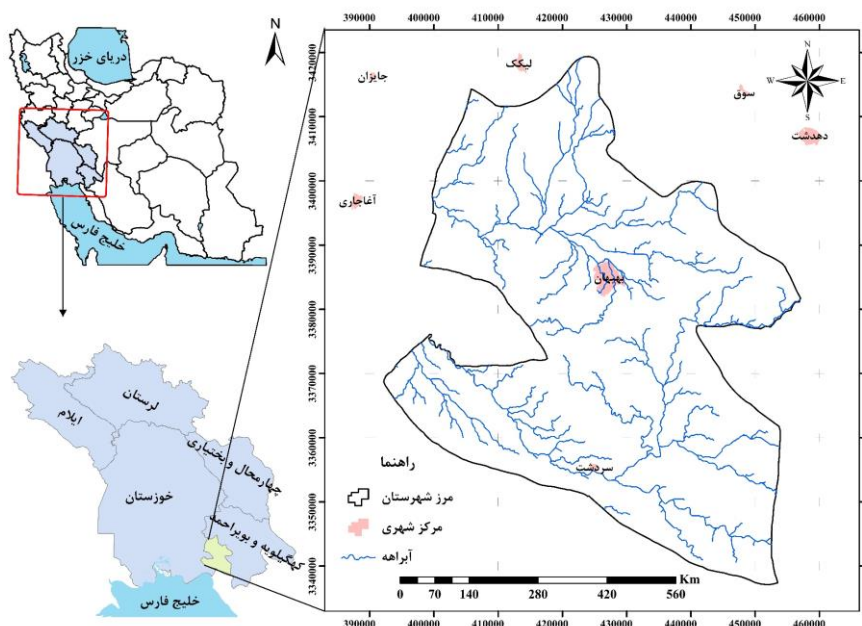 دریای خزر
N
خلیج فارس
لرستان
ایلام
چهارمحال و بختیاری
خوزستان
کهگیلویه و بویراحمد
خلیج فارس
390000 400000 410000 420000 430000 440000 450000 460000
3420000
3410000
3400000
3390000
3380000
3370000
3360000
3350000
3340000
N
W E
S
لیکک
جایزان
سوق
دهدشت
آغاجاری
بهبهان
سردشت
راهنما
مرز شهرستان
مرکز شهری
آبراهه
Km
0 70 140 280 420 560
390000 400000 410000 420000 430000 440000 450000 460000